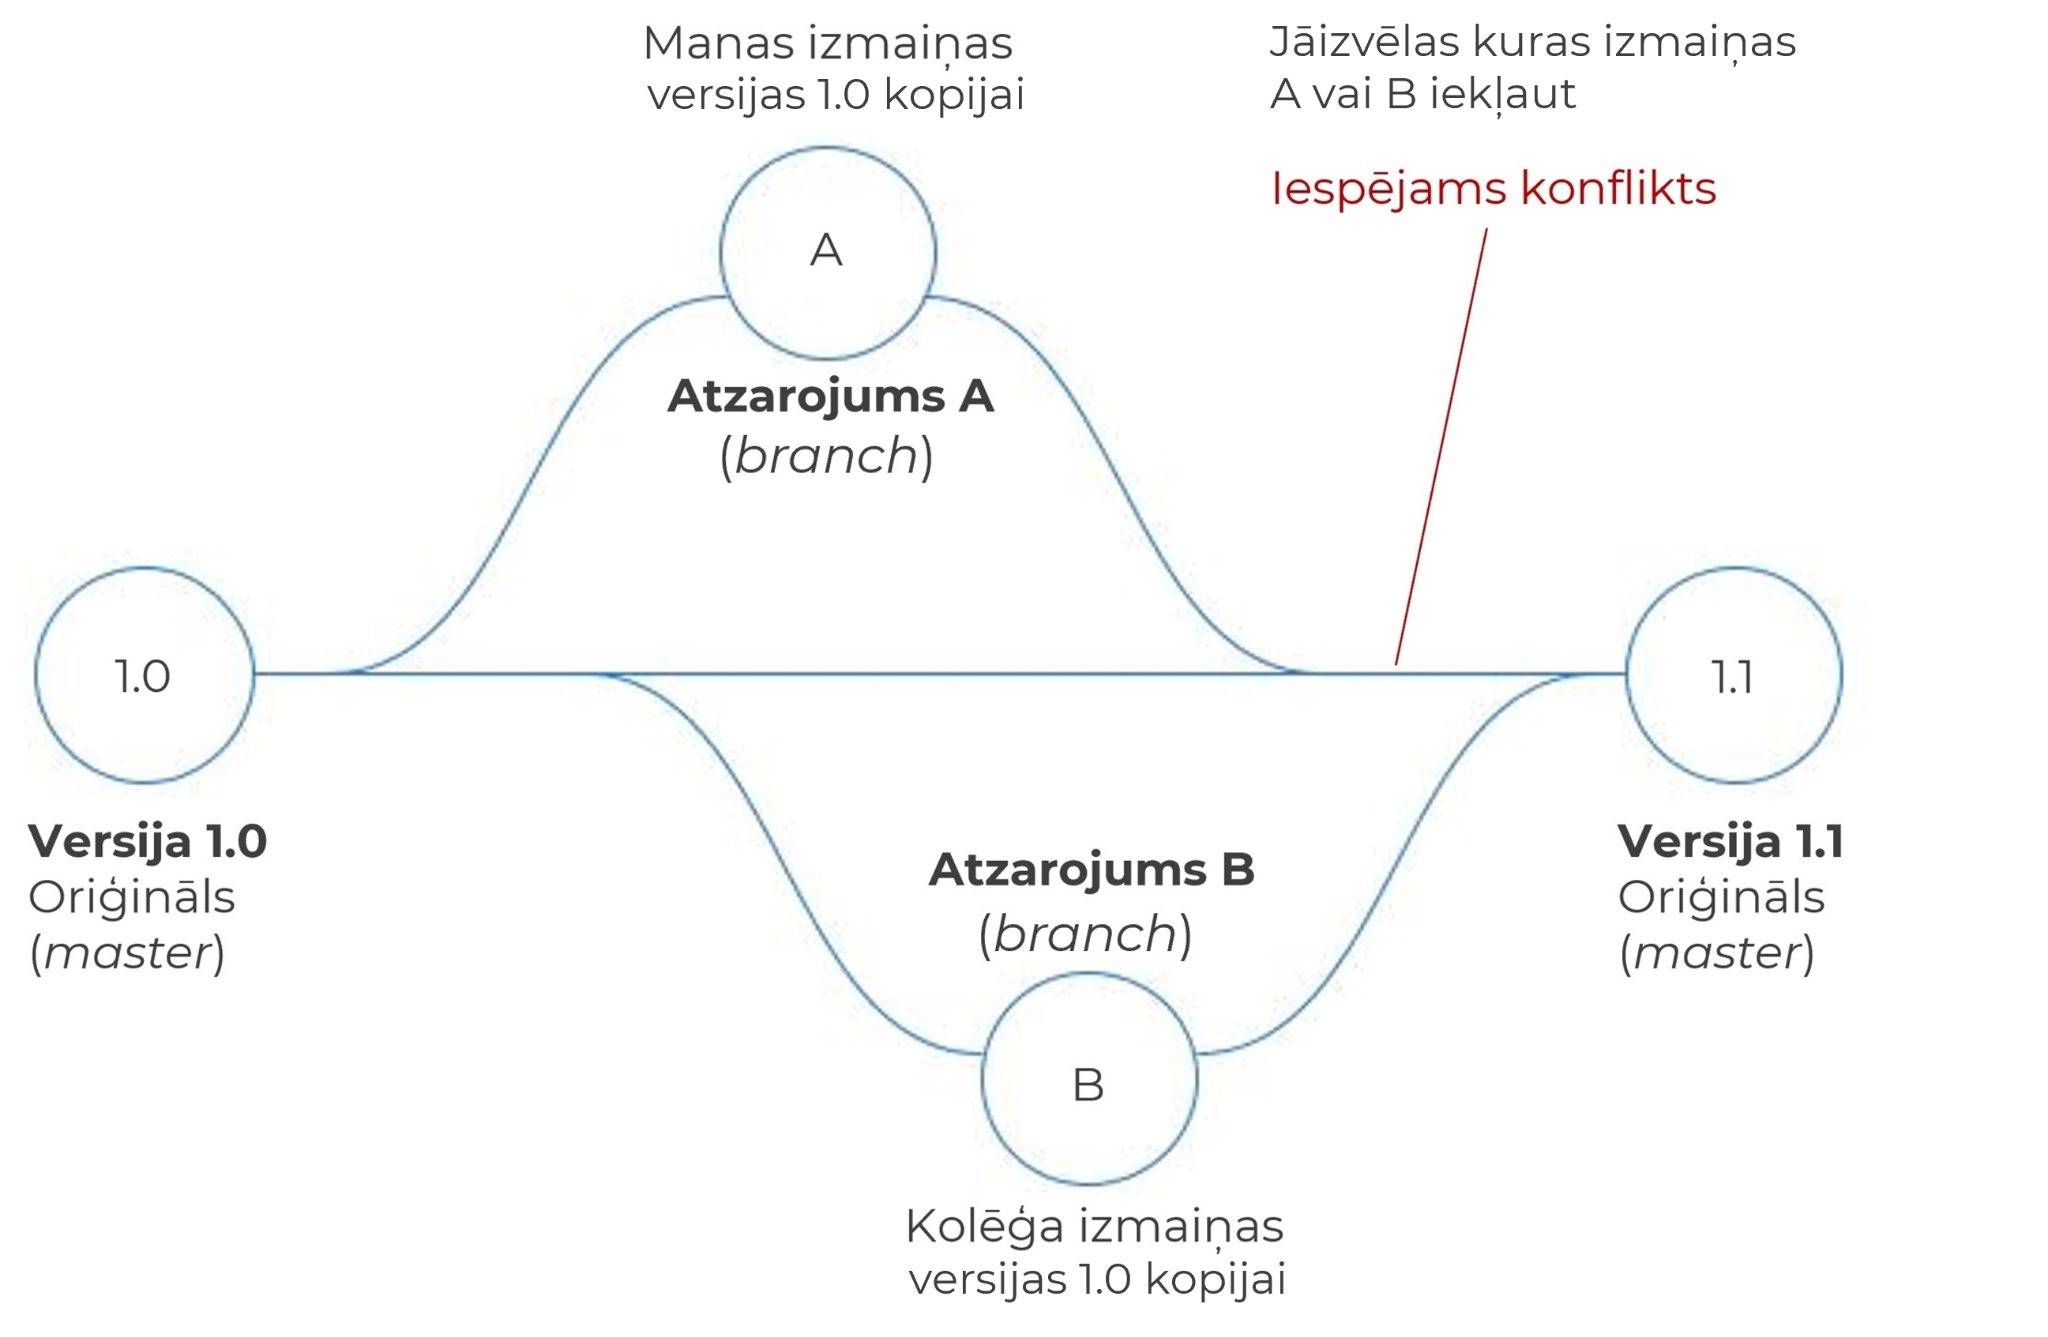 Manas izmaiņas
versijas 1.0 kopijai
Jāizvēlas kuras izmaiņas
A vai B iekļaut
Iespējams konflikts
A
Atzarojums A
(branch)
1.0
1.1
Versija 1.0
Oriģināls
(master)
Versija 1.1
Oriģināls
(master)
Atzarojums B
(branch)
B
Kolēģa izmaiņas
versijas 1.0 kopijai